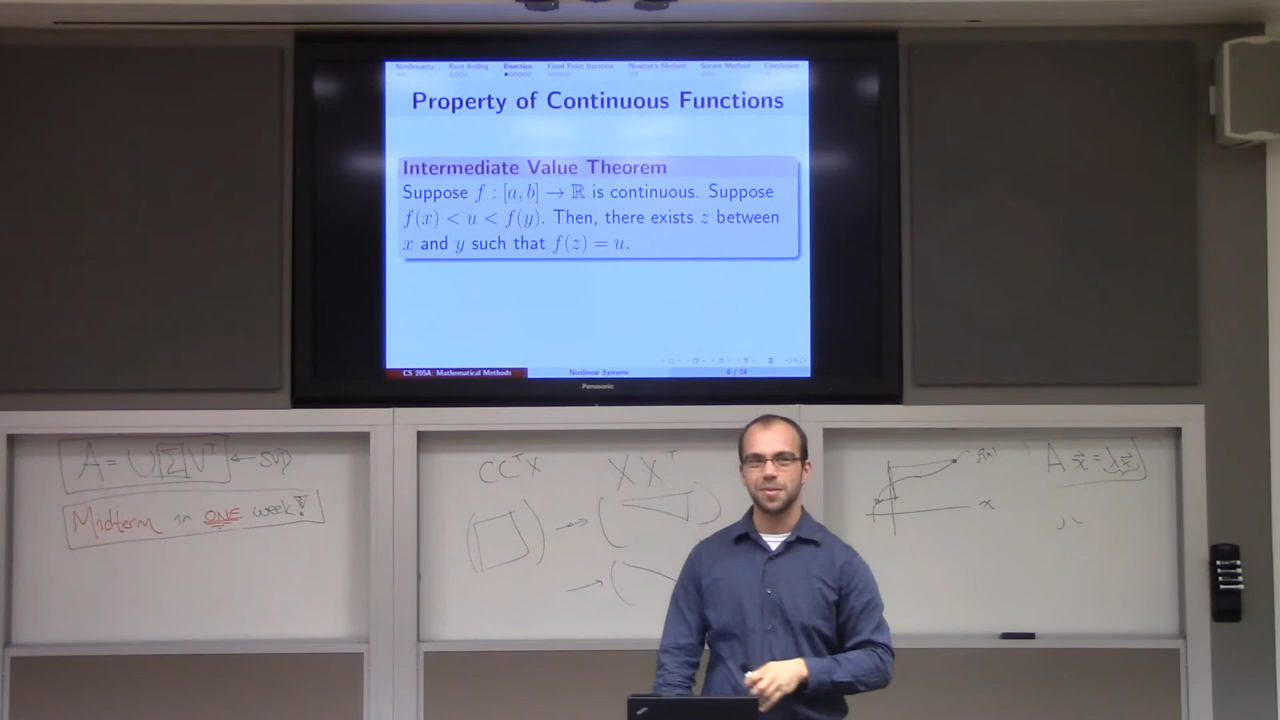 Nonlinearity Root-finding Bisection Fixed Point Iteration Newton's Method Secant Method Conclusion
Property of Continuous Functions
Intermediate Value Theorem
Suppose f : [a, b] → ℝ is continuous. Suppose
f(x) < u < f(y). Then, there exists z between
x and y such that f(z) = u.
CS 205A: Mathematical Methods Nonlinear Systems 8 / 24
Panasonic
A = U Σ Vᵀ ← SVD
Midterm in ONE week!
CCᵀX XXᵀ
f(x)
x
A x⃗ = λx⃗